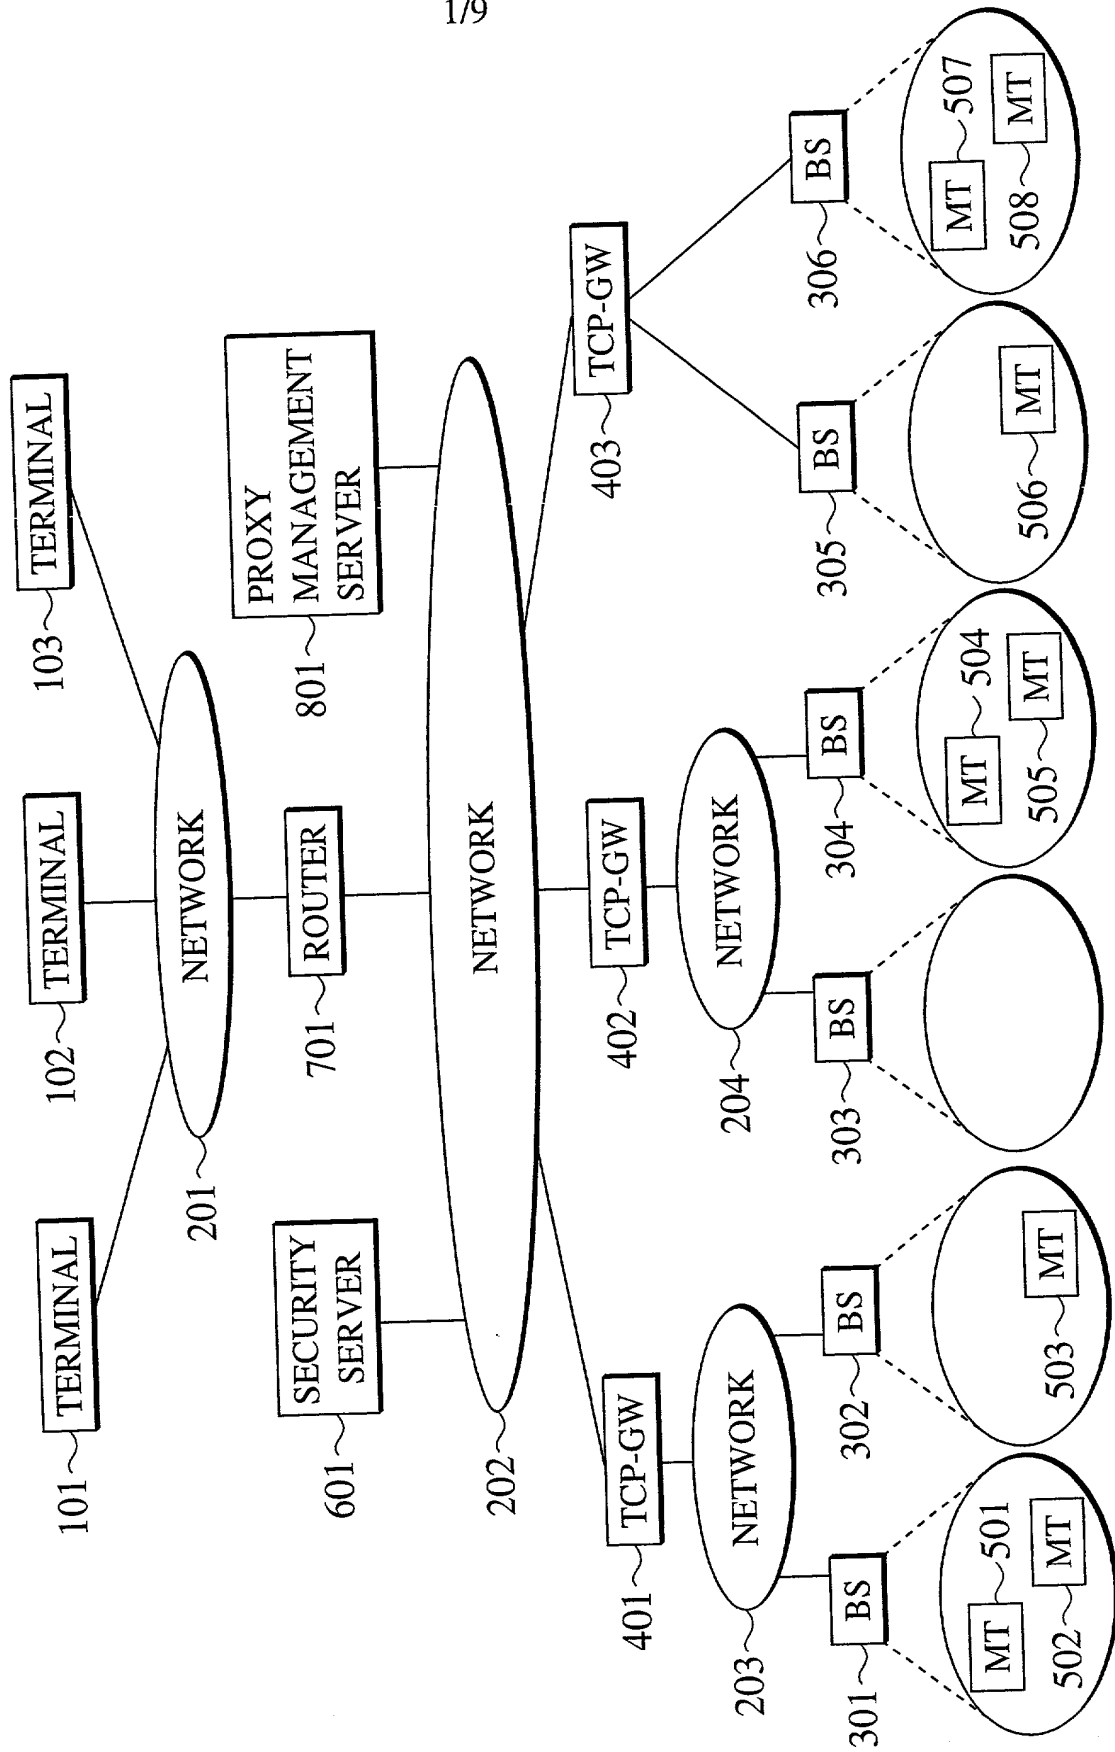 1/9
101
TERMINAL
102
TERMINAL
103
TERMINAL
201
NETWORK
601
SECURITY
SERVER
701
ROUTER
801
PROXY
MANAGEMENT
SERVER
202
NETWORK
401
TCP-GW
402
TCP-GW
403
TCP-GW
203
NETWORK
204
NETWORK
301
BS
302
BS
303
BS
304
BS
305
BS
306
BS
MT
501
502
MT
503
MT
MT
504
505
MT
506
MT
MT
507
508
MT